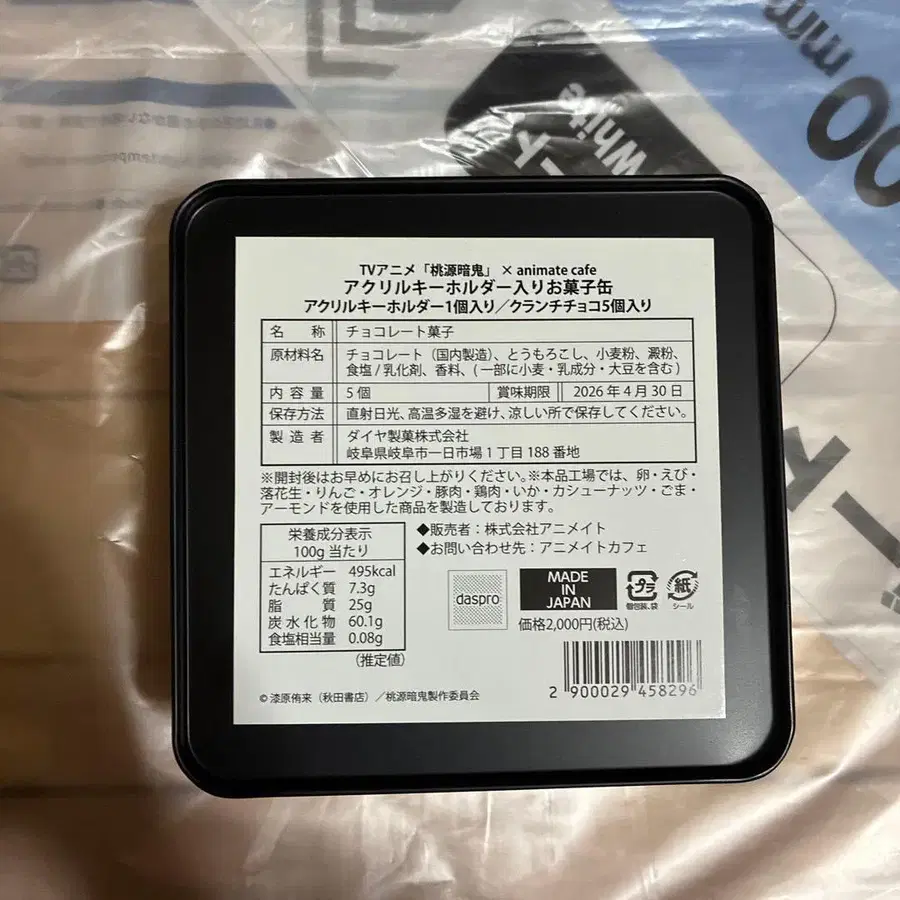 White
00
mm
TVアニメ「桃源暗鬼」× animate cafe
アクリルキーホルダー入りお菓子缶
アクリルキーホルダー1個入り／クランチチョコ5個入り
名称 チョコレート菓子
原材料名 チョコレート（国内製造）、とうもろこし、小麦粉、澱粉、
食塩 / 乳化剤、香料、( 一部に小麦・乳成分・大豆を含む )
内容量 5 個 賞味期限 2026 年 4 月 30 日
保存方法 直射日光、高温多湿を避け、涼しい所で保存してください。
製造者 ダイヤ製菓株式会社
岐阜県岐阜市一日市場 1 丁目 188 番地
※開封後はお早めにお召し上がりください。※本品工場では、卵・えび・
落花生・りんご・オレンジ・豚肉・鶏肉・いか・カシューナッツ・ごま・
アーモンドを使用した商品を製造しております。
栄養成分表示
100g 当たり
エネルギー 495kcal
たんぱく質 7.3g
脂質 25g
炭水化物 60.1g
食塩相当量 0.08g
（推定値）
◆販売者：株式会社アニメイト
◆お問い合わせ先：アニメイトカフェ
daspro
MADE
IN
JAPAN
プラ
個包装、袋
紙
シール
価格2,000円(税込)
2 900029 458296
© 漆原侑来（秋田書店）／桃源暗鬼製作委員会